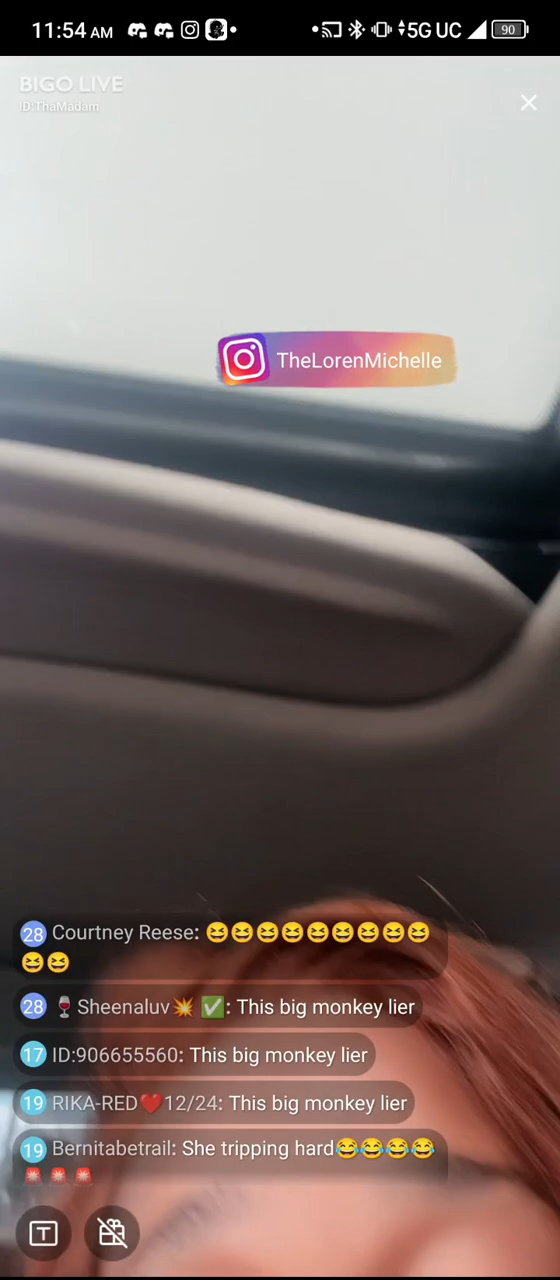 11:54 AM
5G UC
90
BIGO LIVE
ID:ThaMadam
TheLorenMichelle
28 Courtney Reese: 😆😆😆😆😆😆😆😆😆
😆😆
28 🍷Sheenaluv💥 ✅: This big monkey lier
17 ID:906655560: This big monkey lier
19 RIKA-RED❤️12/24: This big monkey lier
19 Bernitabetrail: She tripping hard😂😂😂😂
🚨🚨🚨
T